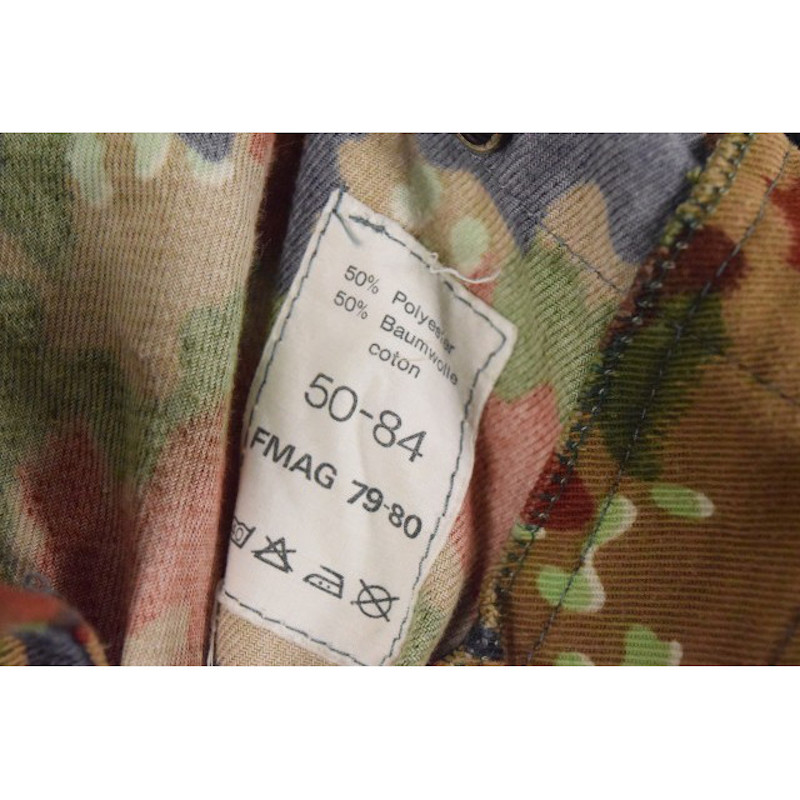 50% Polyester
50% Baumwolle
coton
50-84
FMAG 79-80